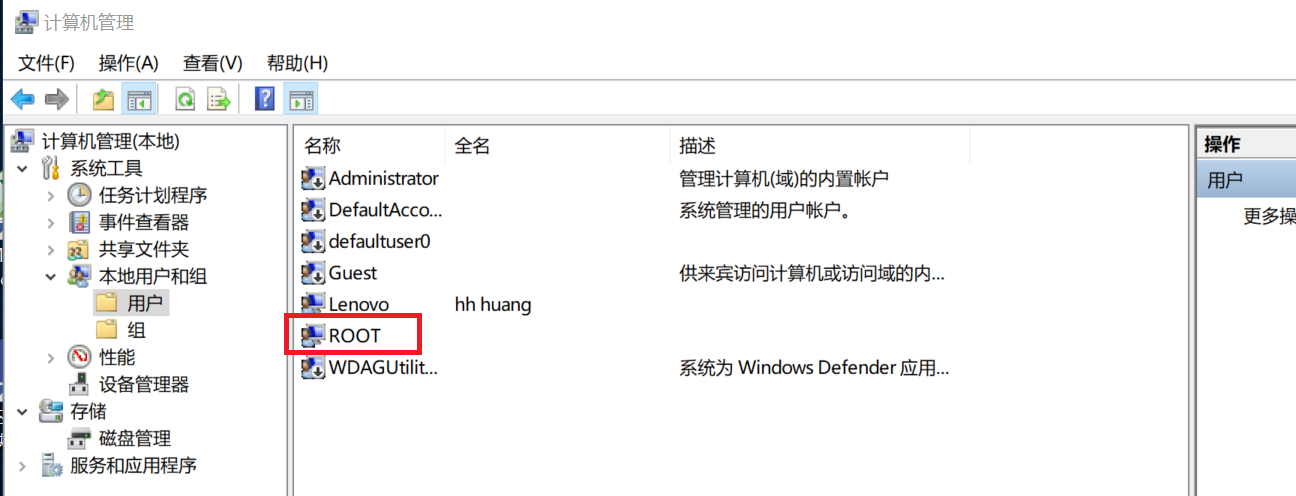 计算机管理
文件(F) 操作(A) 查看(V) 帮助(H)
计算机管理(本地)
系统工具
任务计划程序
事件查看器
共享文件夹
本地用户和组
用户
组
性能
设备管理器
存储
磁盘管理
服务和应用程序
名称 全名 描述
Administrator 管理计算机(域)的内置帐户
DefaultAcco... 系统管理的用户帐户。
defaultuser0
Guest 供来宾访问计算机或访问域的内...
Lenovo hh huang
ROOT
WDAGUtilit... 系统为 Windows Defender 应用...
操作
用户
更多操